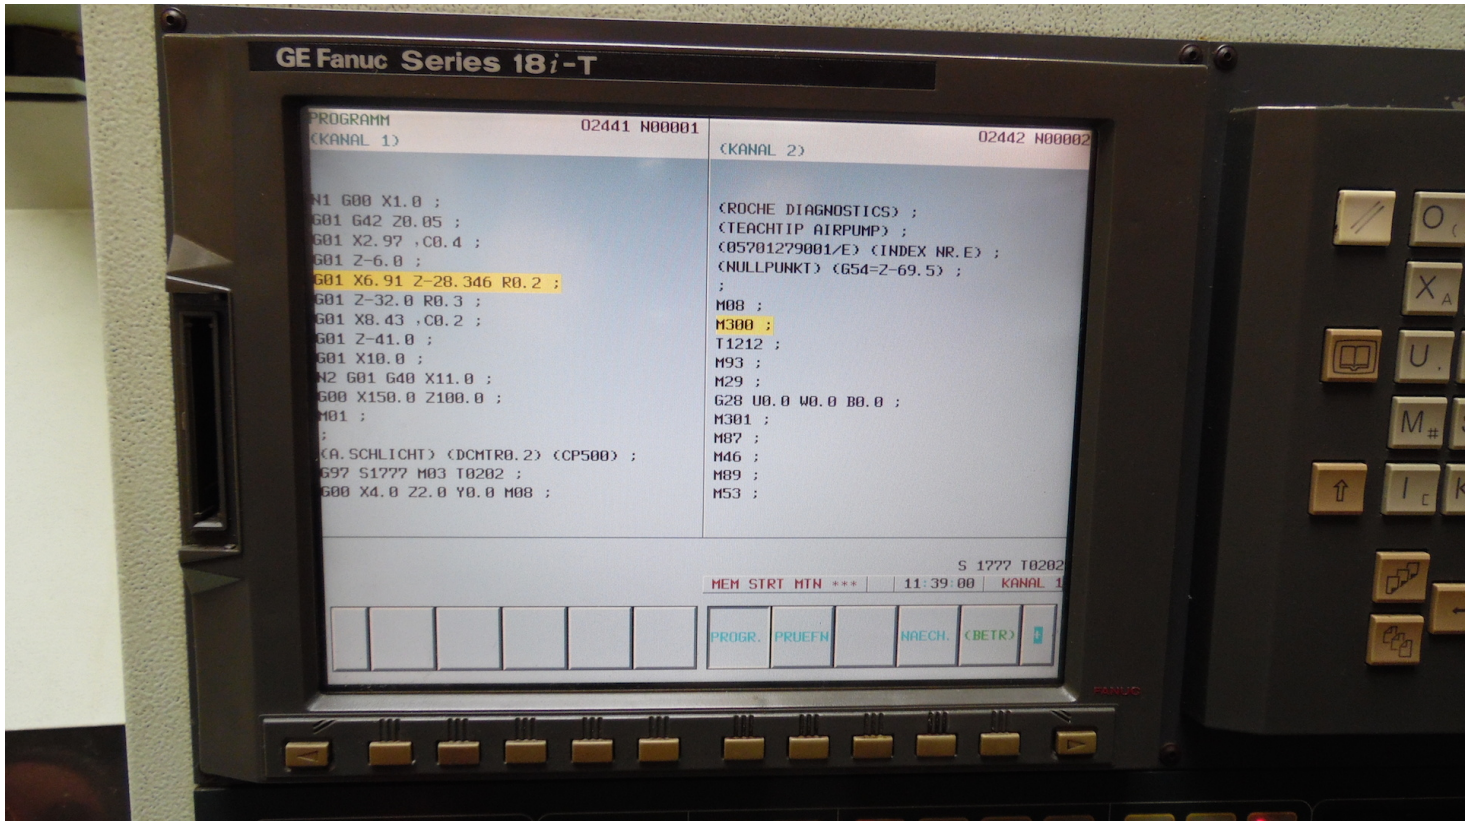 GE Fanuc Series 18i-T
PROGRAMM
O2441 N00001
(KANAL 1)
N1 G00 X1.0 ;
G01 G42 Z0.05 ;
G01 X2.97 ,C0.4 ;
G01 Z-6.0 ;
G01 X6.91 Z-28.346 R0.2 ;
G01 Z-32.0 R0.3 ;
G01 X8.43 ,C0.2 ;
G01 Z-41.0 ;
G01 X10.0 ;
N2 G01 G40 X11.0 ;
G00 X150.0 Z100.0 ;
M01 ;
;
(A.SCHLICHT) (DCMTR0.2) (CP500) ;
G97 S1777 M03 T0202 ;
G00 X4.0 Z2.0 Y0.0 M08 ;
O2442 N00002
(KANAL 2)
(ROCHE DIAGNOSTICS) ;
(TEACHTIP AIRPUMP) ;
(05701279001/E) (INDEX NR.E) ;
(NULLPUNKT) (G54=Z-69.5) ;
;
M08 ;
M300 ;
T1212 ;
M93 ;
M29 ;
G28 U0.0 W0.0 B0.0 ;
M301 ;
M87 ;
M46 ;
M89 ;
M53 ;
S 1777 T0202
MEM STRT MTN *** 11:39:00 KANAL 1
PROGR. PRUEFN NAECH. (BETR) +
FANUC
O (
X A
U ,
M #
I C
K